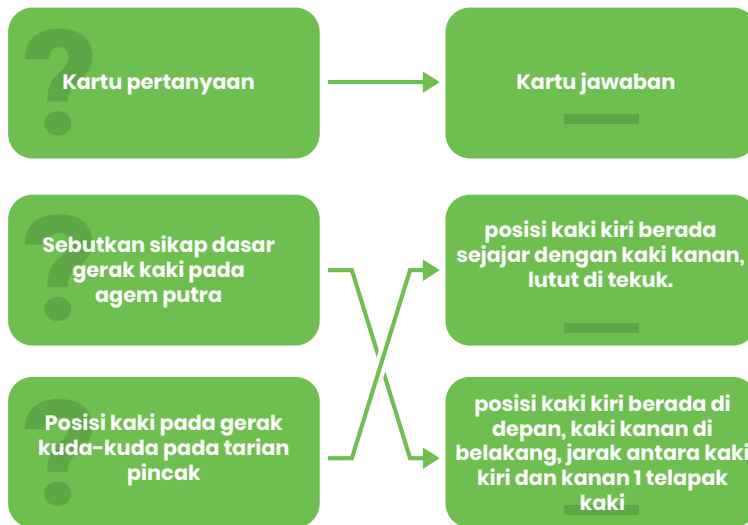 Kartu pertanyaan
Kartu jawaban
Sebutkan sikap dasar
gerak kaki pada
agem putra
posisi kaki kiri berada
sejajar dengan kaki kanan,
lutut di tekuk.
Posisi kaki pada gerak
kuda-kuda pada tarian
pincak
posisi kaki kiri berada di
depan, kaki kanan di
belakang, jarak antara kaki
kiri dan kanan 1 telapak
kaki